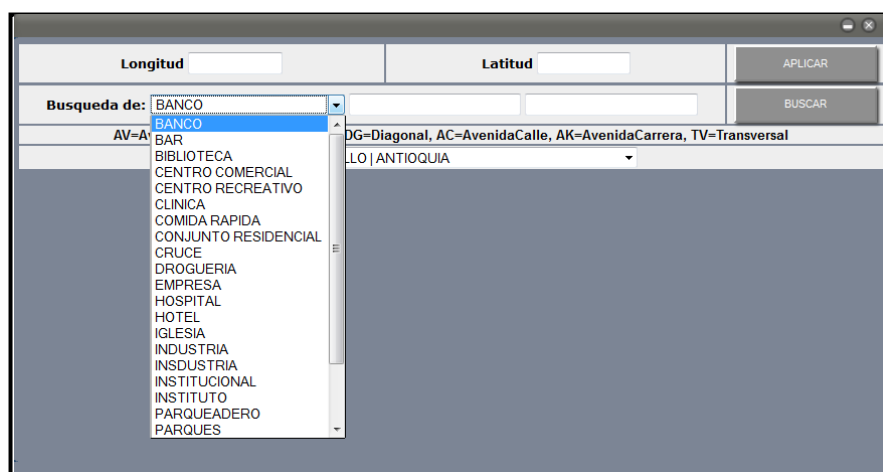 Longitud Latitud APLICAR
Busqueda de: BANCO BUSCAR
BANCO
AV=A DG=Diagonal, AC=AvenidaCalle, AK=AvenidaCarrera, TV=Transversal
BAR
BIBLIOTECA
LLO | ANTIOQUIA
CENTRO COMERCIAL
CENTRO RECREATIVO
CLINICA
COMIDA RAPIDA
CONJUNTO RESIDENCIAL
CRUCE
DROGUERIA
EMPRESA
HOSPITAL
HOTEL
IGLESIA
INDUSTRIA
INSDUSTRIA
INSTITUCIONAL
INSTITUTO
PARQUEADERO
PARQUES